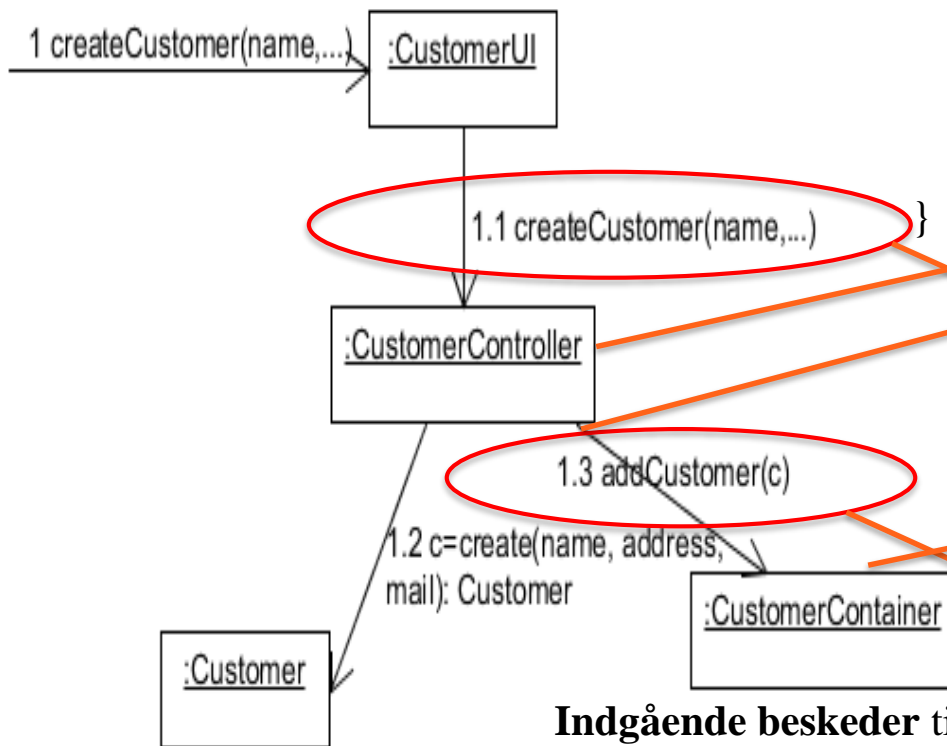 1 createCustomer(name,...)
:CustomerUI
1.1 createCustomer(name,...)
}
:CustomerController
1.3 addCustomer(c)
1.2 c=create(name, address,
mail): Customer
:CustomerContainer
:Customer
Indgående beskeder